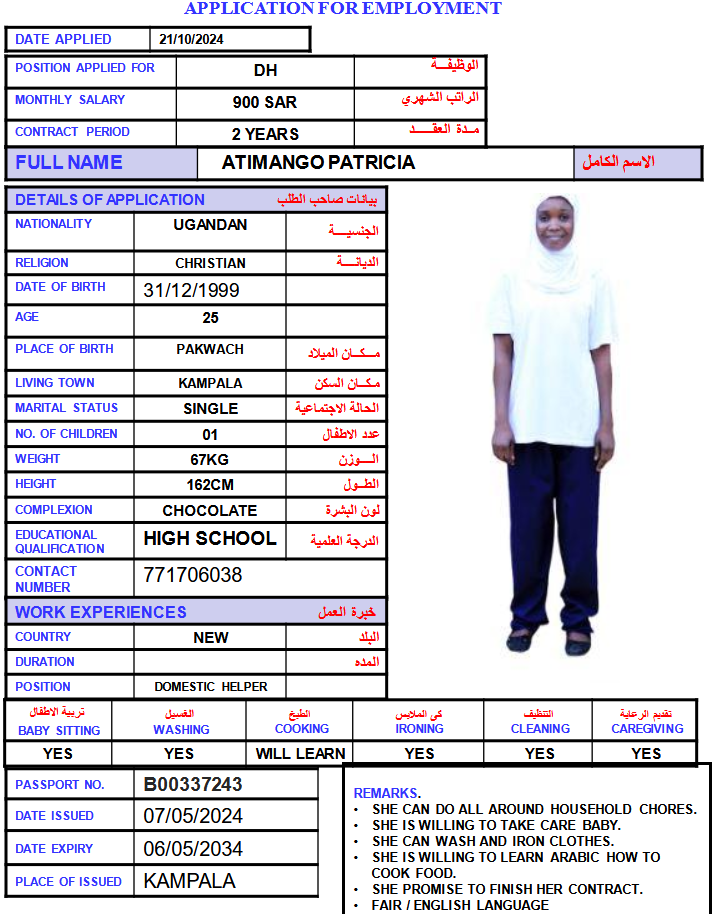 APPLICATION FOR EMPLOYMENT
DATE APPLIED 21/10/2024
POSITION APPLIED FOR DH الوظيفـــة
MONTHLY SALARY 900 SAR الراتب الشهري
CONTRACT PERIOD 2 YEARS مـدة العقـــد
FULL NAME ATIMANGO PATRICIA الاسم الكامل
DETAILS OF APPLICATION بيانات صاحب الطلب
NATIONALITY UGANDAN الجنسيـــة
RELIGION CHRISTIAN الديانـــة
DATE OF BIRTH 31/12/1999
AGE 25
PLACE OF BIRTH PAKWACH مـــكـــان الميلاد
LIVING TOWN KAMPALA مكـــان السكن
MARITAL STATUS SINGLE الحالة الاجتماعية
NO. OF CHILDREN 01 عدد الاطفال
WEIGHT 67KG الـــوزن
HEIGHT 162CM الطـول
COMPLEXION CHOCOLATE لون البشرة
EDUCATIONAL QUALIFICATION HIGH SCHOOL الدرجة العلمية
CONTACT NUMBER 771706038
WORK EXPERIENCES خبرة العمل
COUNTRY NEW البلد
DURATION المده
POSITION DOMESTIC HELPER
تربية الاطفال الغسيل الطبخ كى الملابس التنظيف تقديم الرعاية
BABY SITTING WASHING COOKING IRONING CLEANING CAREGIVING
YES YES WILL LEARN YES YES YES
PASSPORT NO. B00337243
DATE ISSUED 07/05/2024
DATE EXPIRY 06/05/2034
PLACE OF ISSUED KAMPALA
REMARKS.
• SHE CAN DO ALL AROUND HOUSEHOLD CHORES.
• SHE IS WILLING TO TAKE CARE BABY.
• SHE CAN WASH AND IRON CLOTHES.
• SHE IS WILLING TO LEARN ARABIC HOW TO
COOK FOOD.
• SHE PROMISE TO FINISH HER CONTRACT.
• FAIR / ENGLISH LANGUAGE